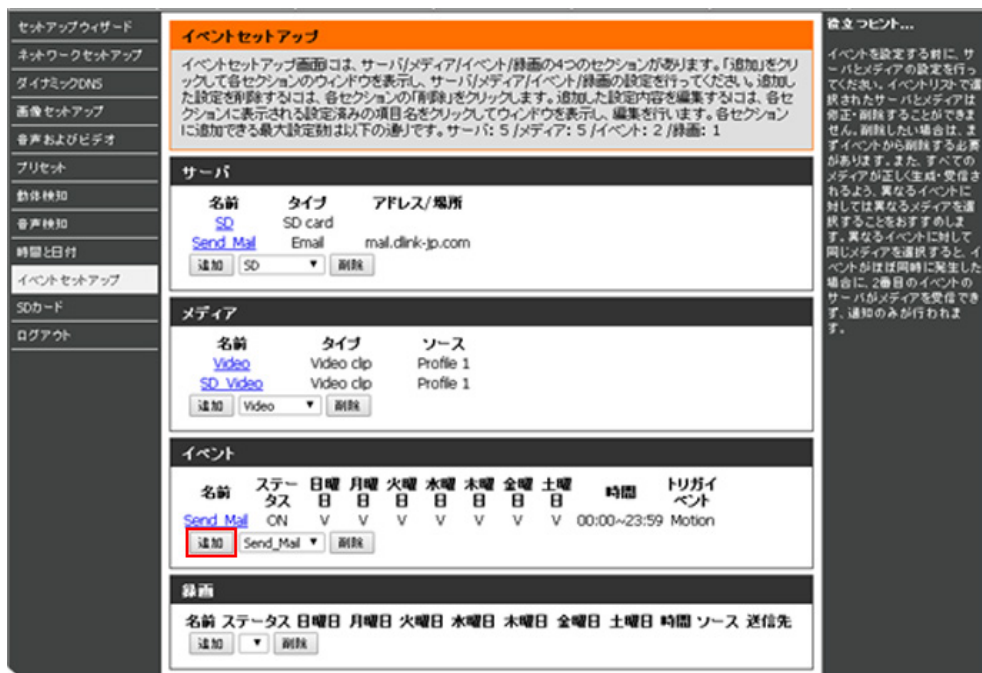 セットアップウィザード
ネットワークセットアップ
ダイナミックDNS
画像セットアップ
音声およびビデオ
プリセット
動体検知
音声検知
時間と日付
イベントセットアップ
SDカード
ログアウト
イベントセットアップ
イベントセットアップ画面には、サーバ/メディア/イベント/録画の4つのセクションがあります。「追加」をクリ
ックして各セクションのウィンドウを表示し、サーバ/メディア/イベント/録画の設定を行ってください。追加し
た設定を削除するには、各セクションの「削除」をクリックします。追加した設定内容を編集するには、各セ
クションに表示される設定済みの項目名をクリックしてウィンドウを表示し、編集を行います。各セクション
に追加できる最大設定数は以下の通りです。サーバ: 5 /メディア: 5 /イベント: 2 /録画: 1
サーバ
名前 タイプ アドレス/場所
SD SD card
Send_Mail Email mail.dlink-jp.com
追加 SD ▼ 削除
メディア
名前 タイプ ソース
Video Video clip Profile 1
SD_Video Video clip Profile 1
追加 Video ▼ 削除
イベント
名前 ステータス 日曜日 月曜日 火曜日 水曜日 木曜日 金曜日 土曜日 時間 トリガイベント
Send_Mail ON V V V V V V V 00:00~23:59 Motion
追加 Send_Mail ▼ 削除
録画
名前 ステータス 日曜日 月曜日 火曜日 水曜日 木曜日 金曜日 土曜日 時間 ソース 送信先
追加 ▼ 削除
役立つヒント...
イベントを設定する前に、サ
ーバとメディアの設定を行っ
てください。イベントリストで選
択されたサーバとメディアは
修正・削除することができま
せん。削除したい場合は、ま
ずイベントから削除する必要
があります。また、すべての
メディアが正しく生成・受信さ
れるよう、異なるイベントに
対しては異なるメディアを選
択することをおすすめしま
す。異なるイベントに対して
同じメディアを選択すると、イ
ベントがほぼ同時に発生した
場合に、2番目のイベントの
サーバがメディアを受信でき
ず、通知のみが行われま
す。